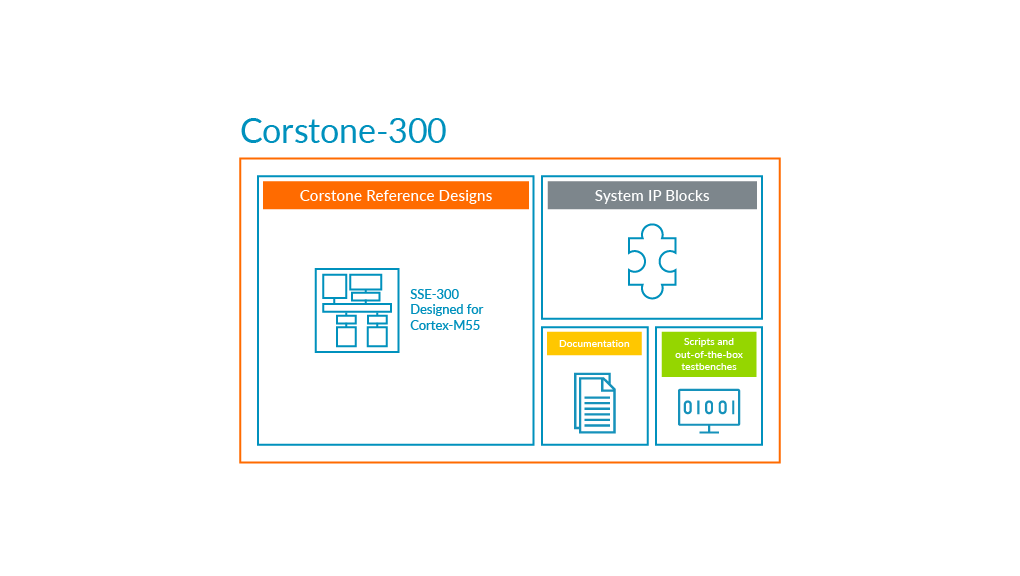 Corstone-300
Corstone Reference Designs
SSE-300
Designed for
Cortex-M55
System IP Blocks
Documentation
Scripts and
out-of-the-box
testbenches
01001